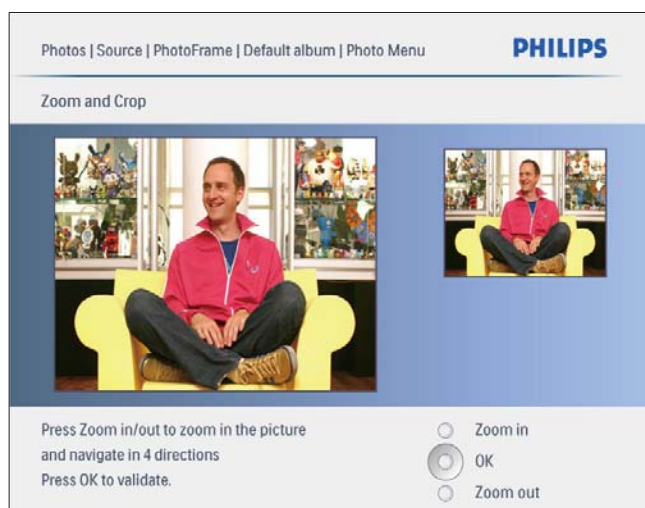 Photos | Source | PhotoFrame | Default album | Photo Menu
PHILIPS
Zoom and Crop
Press Zoom in/out to zoom in the picture
and navigate in 4 directions
Press OK to validate.
Zoom in
OK
Zoom out